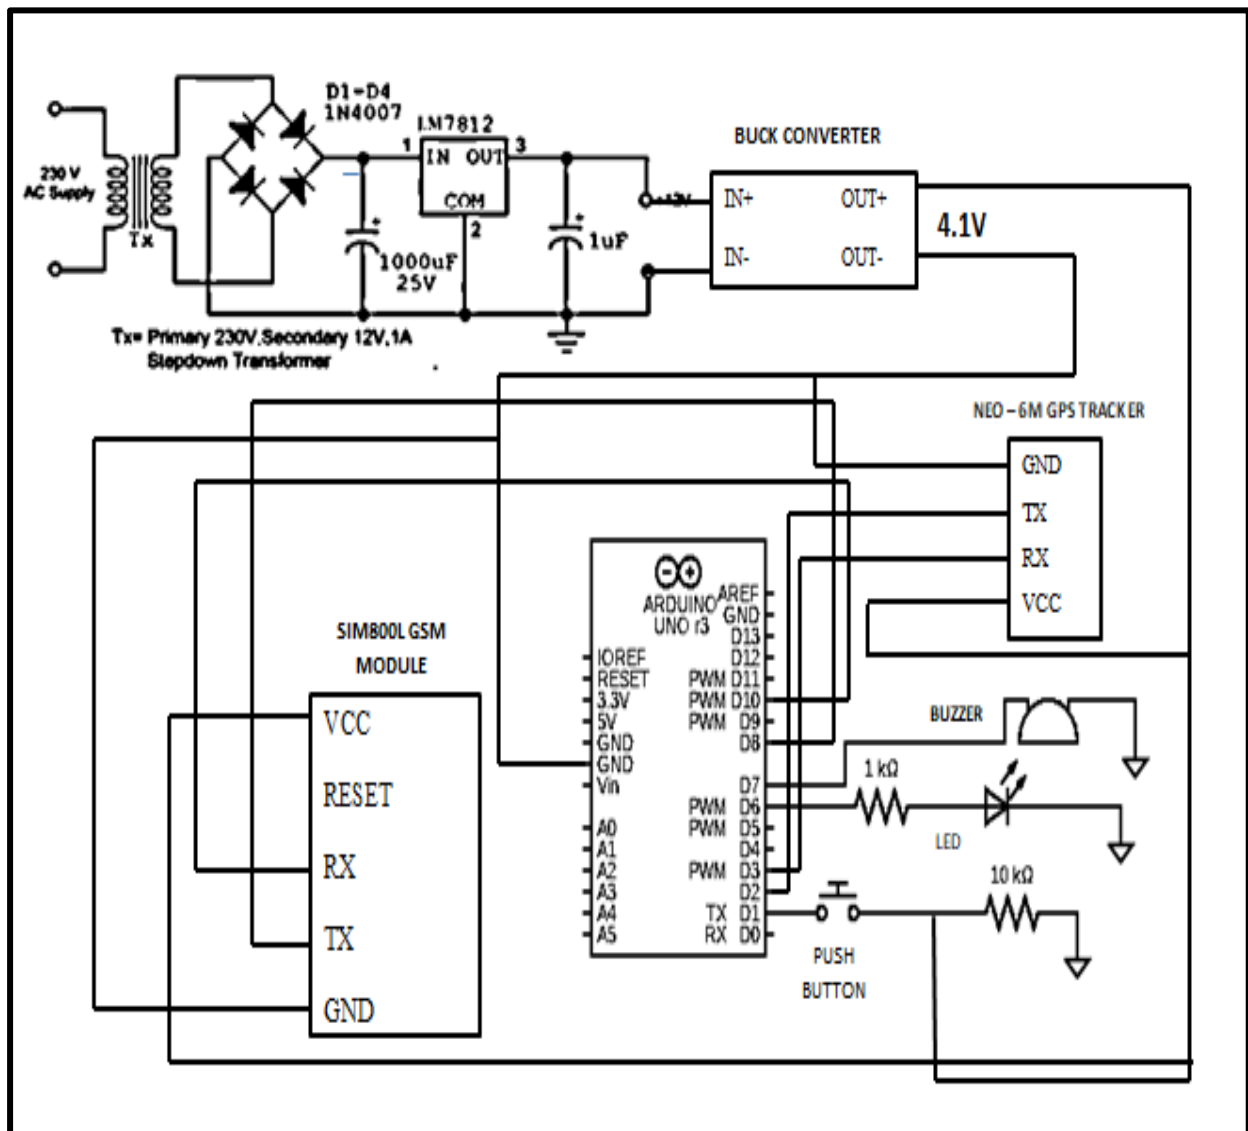 D1-D4
1N4007
LM7812
1
IN
OUT
3
COM
2
230 V
AC Supply
Tx
1000uF
25V
1uF
+12V
Tx= Primary 230V,Secondary 12V,1A
Stepdown Transformer
BUCK CONVERTER
IN+
OUT+
IN-
OUT-
4.1V
NEO – 6M GPS TRACKER
GND
TX
RX
VCC
SIM800L GSM
MODULE
VCC
RESET
RX
TX
GND
ARDUINO
UNO r3
IOREF
RESET
3.3V
5V
GND
GND
Vin
A0
A1
A2
A3
A4
A5
AREF
GND
D13
D12
PWM D11
PWM D10
PWM D9
D8
D7
PWM D6
PWM D5
D4
PWM D3
D2
TX D1
RX D0
BUZZER
1 kΩ
LED
10 kΩ
PUSH
BUTTON